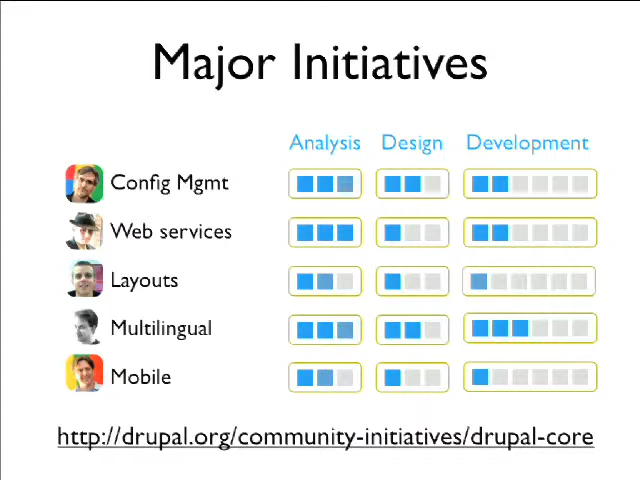 Major Initiatives
Analysis Design Development
Config Mgmt
Web services
Layouts
Multilingual
Mobile
http://drupal.org/community-initiatives/drupal-core